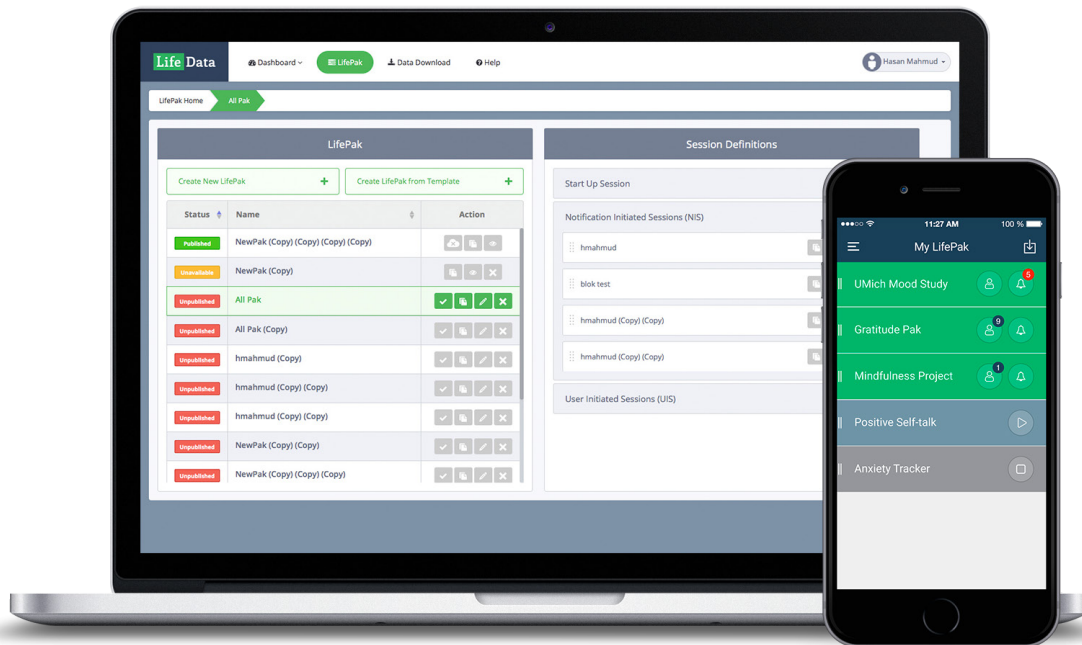 Life Data
Dashboard
LifePak
Data Download
Help
Hasan Mahmud
LifePak Home
All Pak
LifePak
Create New LifePak +
Create LifePak from Template +
Status Name Action
Published NewPak (Copy) (Copy) (Copy) (Copy)
Unavailable NewPak (Copy)
Unpublished All Pak
Unpublished All Pak (Copy)
Unpublished hmahmud (Copy)
Unpublished hmahmud (Copy) (Copy)
Unpublished hmahmud (Copy) (Copy)
Unpublished NewPak (Copy) (Copy)
Unpublished NewPak (Copy) (Copy) (Copy)
Session Definitions
Start Up Session
Notification Initiated Sessions (NIS)
hmahmud
blok test
hmahmud (Copy) (Copy)
hmahmud (Copy) (Copy)
User Initiated Sessions (UIS)
11:27 AM 100 %
My LifePak
UMich Mood Study 5
Gratitude Pak 9
Mindfulness Project 1
Positive Self-talk
Anxiety Tracker